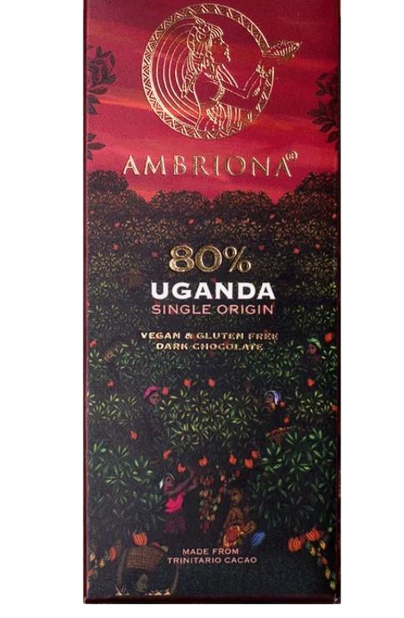 AMBRIONA®
80%
UGANDA
SINGLE ORIGIN
VEGAN & GLUTEN FREE
DARK CHOCOLATE
MADE FROM
TRINITARIO CACAO